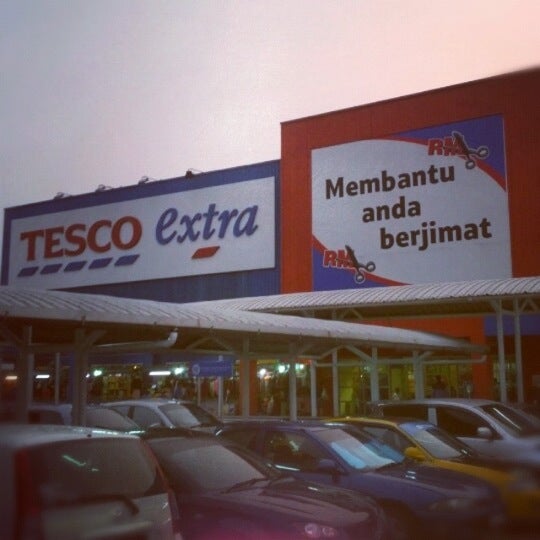 TESCO extra
RM
Membantu
anda
berjimat
RM